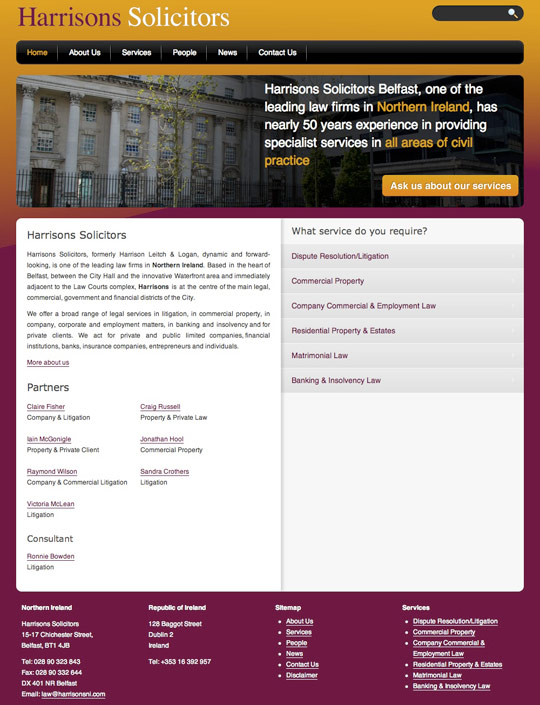 Harrisons Solicitors
Home
About Us
Services
People
News
Contact Us
Harrisons Solicitors Belfast, one of the
leading law firms in Northern Ireland, has
nearly 50 years experience in providing
specialist services in all areas of civil
practice
Ask us about our services
Harrisons Solicitors
Harrisons Solicitors, formerly Harrison Leitch & Logan, dynamic and forward-
looking, is one of the leading law firms in Northern Ireland. Based in the heart of
Belfast, between the City Hall and the innovative Waterfront area and immediately
adjacent to the Law Courts complex, Harrisons is at the centre of the main legal,
commercial, government and financial districts of the City.
We offer a broad range of legal services in litigation, in commercial property, in
company, corporate and employment matters, in banking and insolvency and for
private clients. We act for private and public limited companies, financial
institutions, banks, insurance companies, entrepreneurs and individuals.
More about us
Partners
Claire Fisher
Company & Litigation
Craig Russell
Property & Private Law
Iain McGonigle
Property & Private Client
Jonathan Hool
Commercial Property
Raymond Wilson
Company & Commercial Litigation
Sandra Crothers
Litigation
Victoria McLean
Litigation
Consultant
Ronnie Bowden
Litigation
What service do you require?
Dispute Resolution/Litigation
Commercial Property
Company Commercial & Employment Law
Residential Property & Estates
Matrimonial Law
Banking & Insolvency Law
Northern Ireland
Harrisons Solicitors
15-17 Chichester Street,
Belfast, BT1 4JB
Tel: 028 90 323 843
Fax: 028 90 332 644
DX 401 NR Belfast
Email: law@harrisonsni.com
Republic of Ireland
128 Baggot Street
Dublin 2
Ireland
Tel: +353 16 392 957
Sitemap
About Us
Services
People
News
Contact Us
Disclaimer
Services
Dispute Resolution/Litigation
Commercial Property
Company Commercial &
Employment Law
Residential Property & Estates
Matrimonial Law
Banking & Insolvency Law